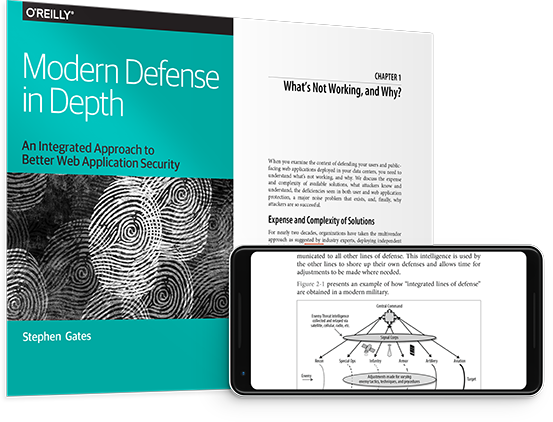 O'REILLY®
Modern Defense
in Depth
An Integrated Approach to
Better Web Application Security
Stephen Gates
CHAPTER 1
What's Not Working, and Why?
When you examine the context of defending your users and public-
facing web applications deployed in your data centers, you need to
understand what's not working, and why. We discuss the expense
and complexity of available solutions, what attackers know and
understand, the deficiencies seen in both user and web application
protection, a major noise problem that exists, and, finally, why
attackers are so successful.
Expense and Complexity of Solutions
For nearly two decades, organizations have taken the multivendor
approach as suggested by industry experts, deploying independent
municated to all other lines of defense. This intelligence is used by
the other lines to shore up their own defenses and allows time for
adjustments to be made where needed.
Figure 2-1 presents an example of how "integrated lines of defense"
are obtained in a modern military.
Central Command
Enemy Threat Intelligence
collected and relayed via
satellite, cellular, radio, etc.
Signal Corps
Recon
Special Ops
Infantry
Armor
Artillery
Aviation
Enemy
Adjustments made for varying
enemy tactics, techniques, and procedures
Target